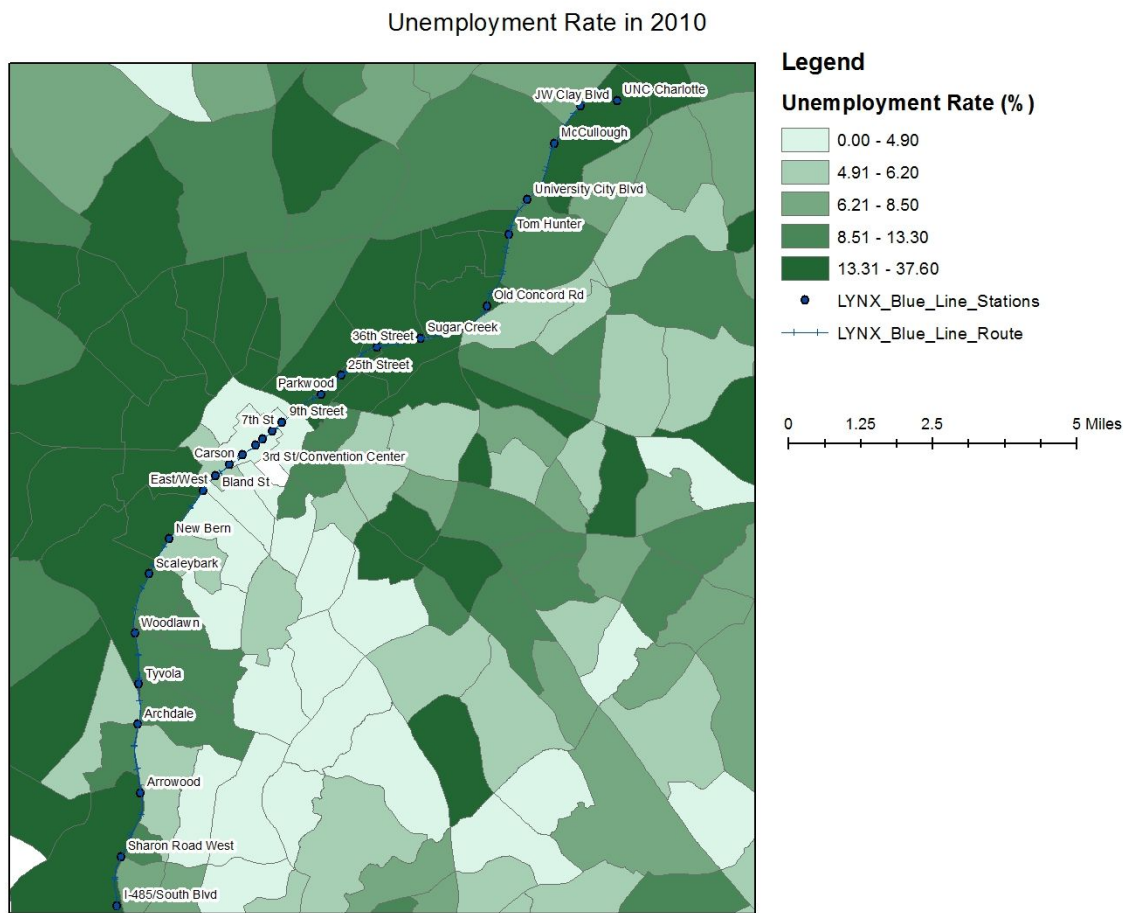 Unemployment Rate in 2010
JW Clay Blvd
UNC Charlotte
McCullough
University City Blvd
Tom Hunter
Old Concord Rd
Sugar Creek
36th Street
25th Street
Parkwood
9th Street
7th St
Carson
3rd St/Convention Center
East/West
Bland St
New Bern
Scaleybark
Woodlawn
Tyvola
Archdale
Arrowood
Sharon Road West
I-485/South Blvd
Legend
Unemployment Rate (%)
0.00 - 4.90
4.91 - 6.20
6.21 - 8.50
8.51 - 13.30
13.31 - 37.60
LYNX_Blue_Line_Stations
LYNX_Blue_Line_Route
0 1.25 2.5 5 Miles